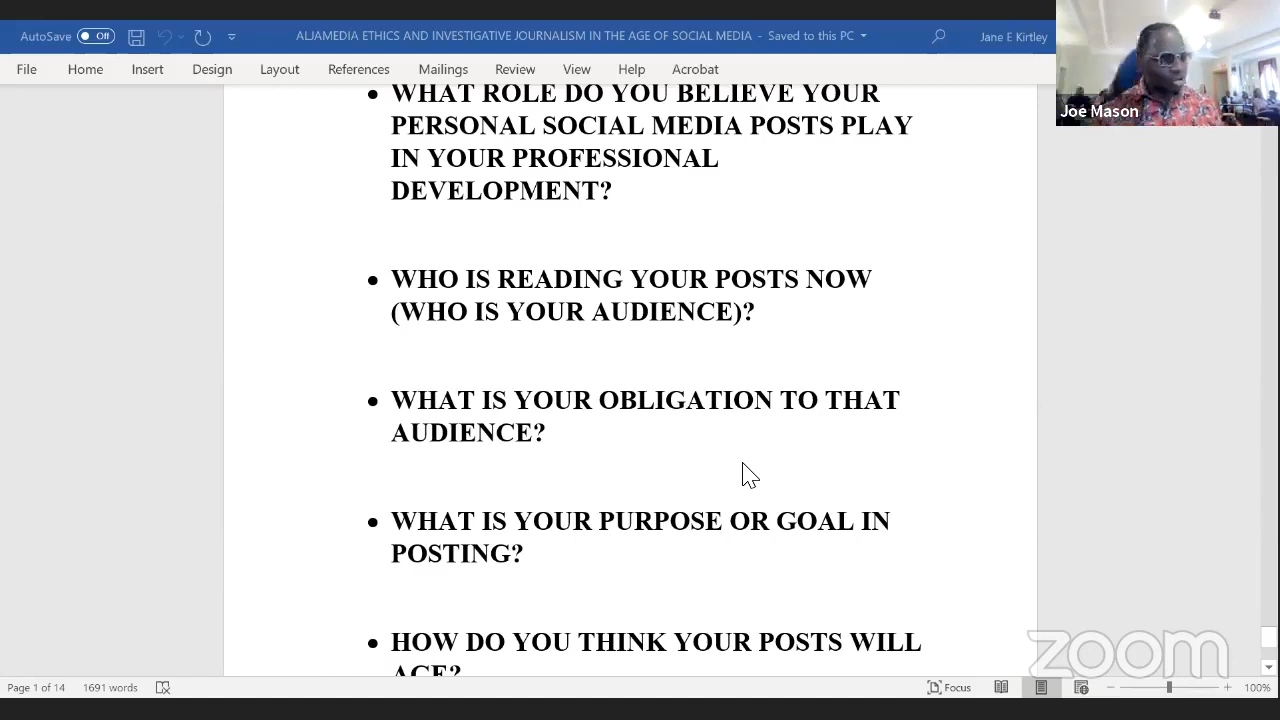 AutoSave Off ALJAMEDIA ETHICS AND INVESTIGATIVE JOURNALISM IN THE AGE OF SOCIAL MEDIA - Saved to this PC Jane E Kirtley
File Home Insert Design Layout References Mailings Review View Help Acrobat
Joe Mason
• WHAT ROLE DO YOU BELIEVE YOUR
PERSONAL SOCIAL MEDIA POSTS PLAY
IN YOUR PROFESSIONAL
DEVELOPMENT?
• WHO IS READING YOUR POSTS NOW
(WHO IS YOUR AUDIENCE)?
• WHAT IS YOUR OBLIGATION TO THAT
AUDIENCE?
• WHAT IS YOUR PURPOSE OR GOAL IN
POSTING?
• HOW DO YOU THINK YOUR POSTS WILL
AGE?
zoom
Page 1 of 14 1691 words Focus 100%